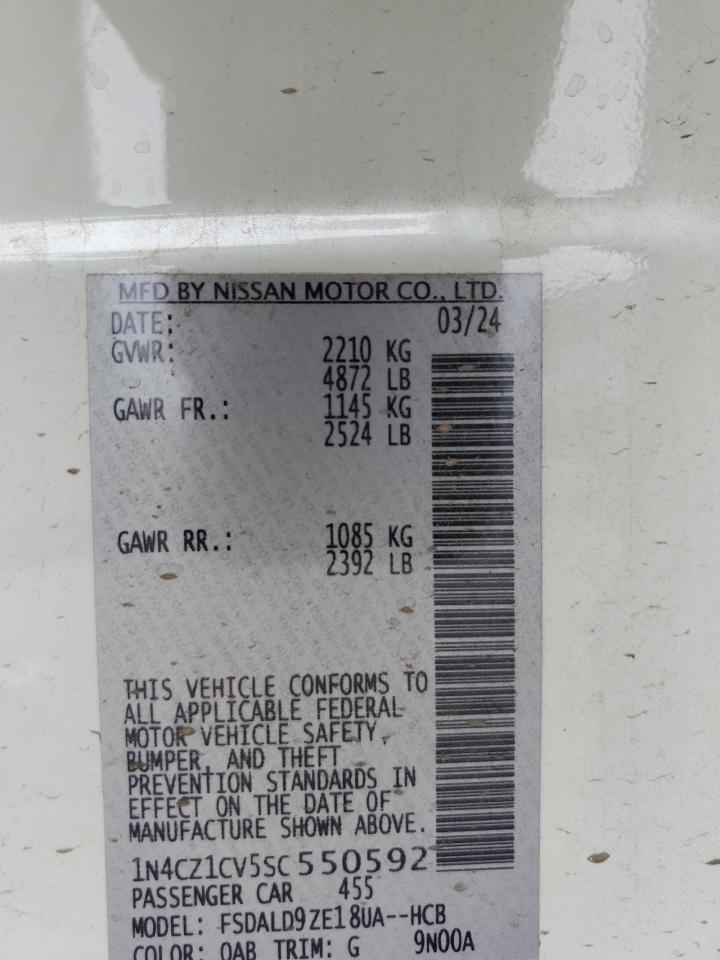 MFD BY NISSAN MOTOR CO., LTD.
DATE: 03/24
GVWR: 2210 KG
4872 LB
GAWR FR.: 1145 KG
2524 LB
GAWR RR.: 1085 KG
2392 LB
THIS VEHICLE CONFORMS TO
ALL APPLICABLE FEDERAL
MOTOR VEHICLE SAFETY,
BUMPER, AND THEFT
PREVENTION STANDARDS IN
EFFECT ON THE DATE OF
MANUFACTURE SHOWN ABOVE.
1N4CZ1CV5SC550592
PASSENGER CAR 455
MODEL: FSDALD9ZE18UA--HCB
COLOR: QAB TRIM: G 9N00A